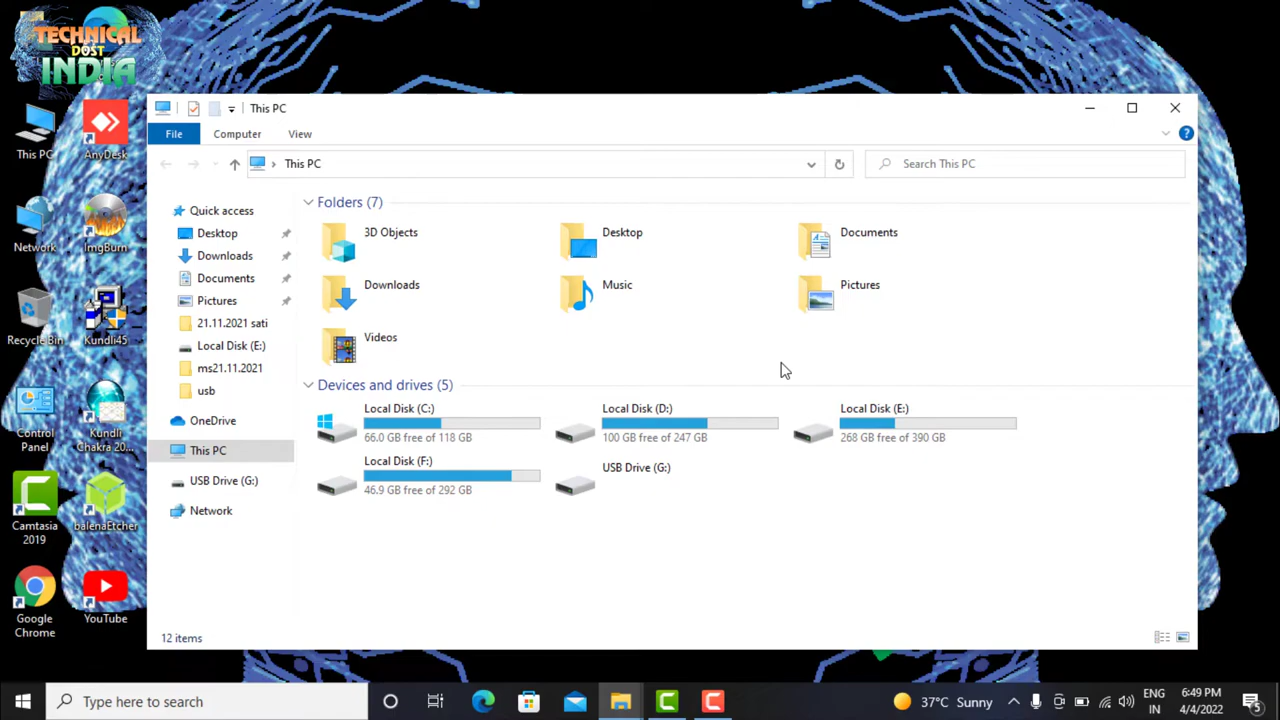 TECHNICAL
DOST
INDIA
This PC
AnyDesk
Network
ImgBurn
Recycle Bin
Kundli45
Control
Panel
Kundli
Chakra 20...
Camtasia
2019
balenaEtcher
Google
Chrome
YouTube
This PC
File
Computer
View
This PC
Search This PC
Quick access
Desktop
Downloads
Documents
Pictures
21.11.2021 sati
Local Disk (E:)
ms21.11.2021
usb
OneDrive
This PC
USB Drive (G:)
Network
Folders (7)
3D Objects
Desktop
Documents
Downloads
Music
Pictures
Videos
Devices and drives (5)
Local Disk (C:)
66.0 GB free of 118 GB
Local Disk (D:)
100 GB free of 247 GB
Local Disk (E:)
268 GB free of 390 GB
Local Disk (F:)
46.9 GB free of 292 GB
USB Drive (G:)
12 items
Type here to search
37°C Sunny
ENG
IN
6:49 PM
4/4/2022
5